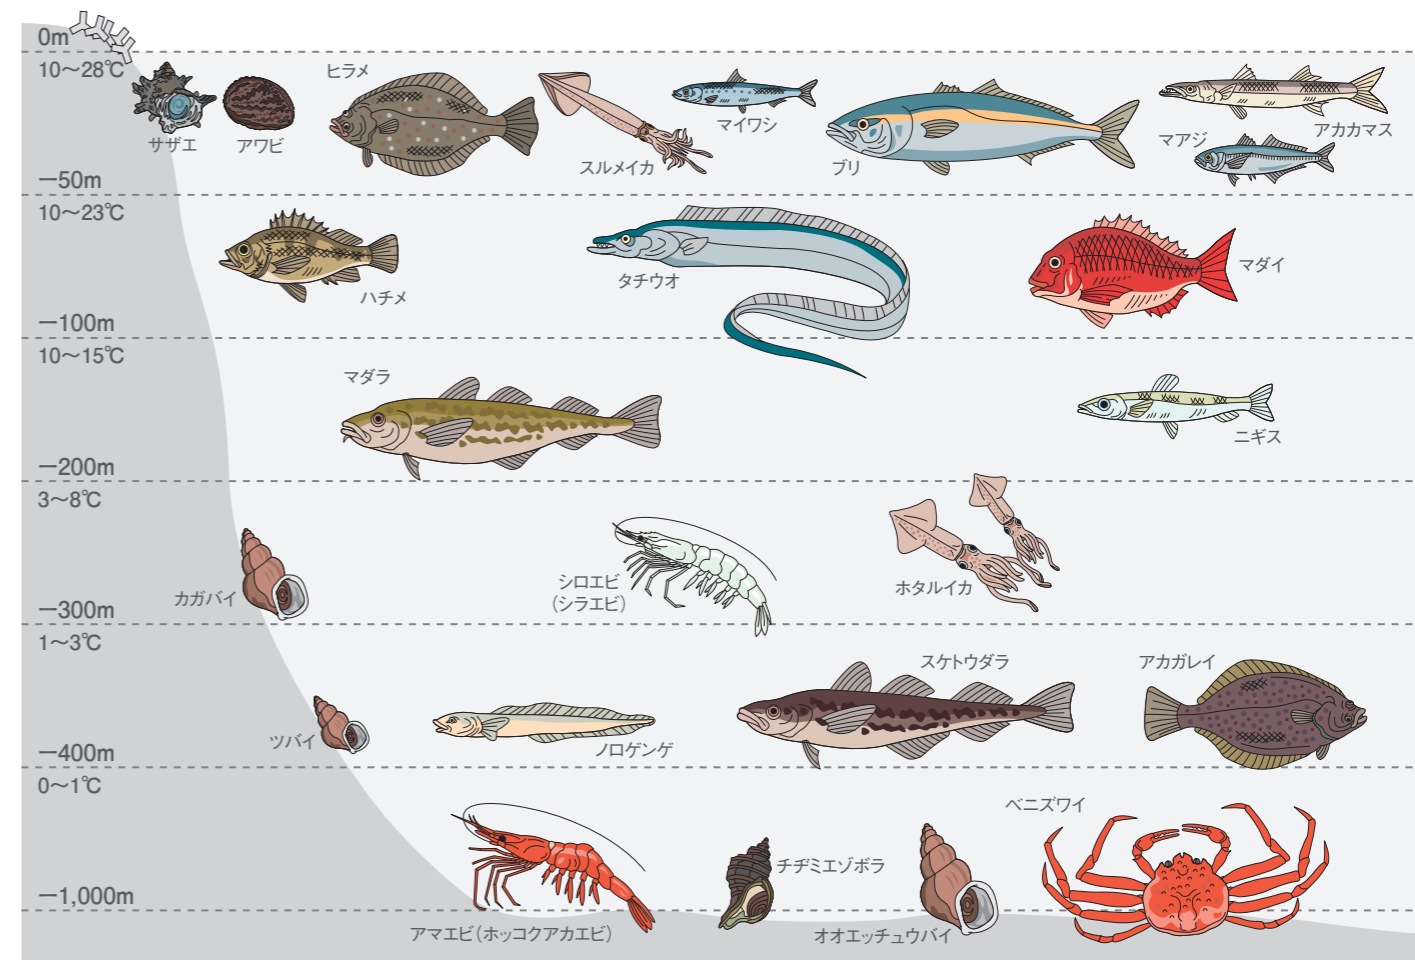 0m
10～28℃
サザエ
アワビ
ヒラメ
スルメイカ
マイワシ
ブリ
マアジ
アカカマス
－50m
10～23℃
ハチメ
タチウオ
マダイ
－100m
10～15℃
マダラ
ニギス
－200m
3～8℃
カガバイ
シロエビ
（シラエビ）
ホタルイカ
－300m
1～3℃
ツバイ
ノロゲンゲ
スケトウダラ
アカガレイ
－400m
0～1℃
ベニズワイ
チヂミエゾボラ
－1,000m
アマエビ（ホッコクアカエビ）
オオエッチュウバイ